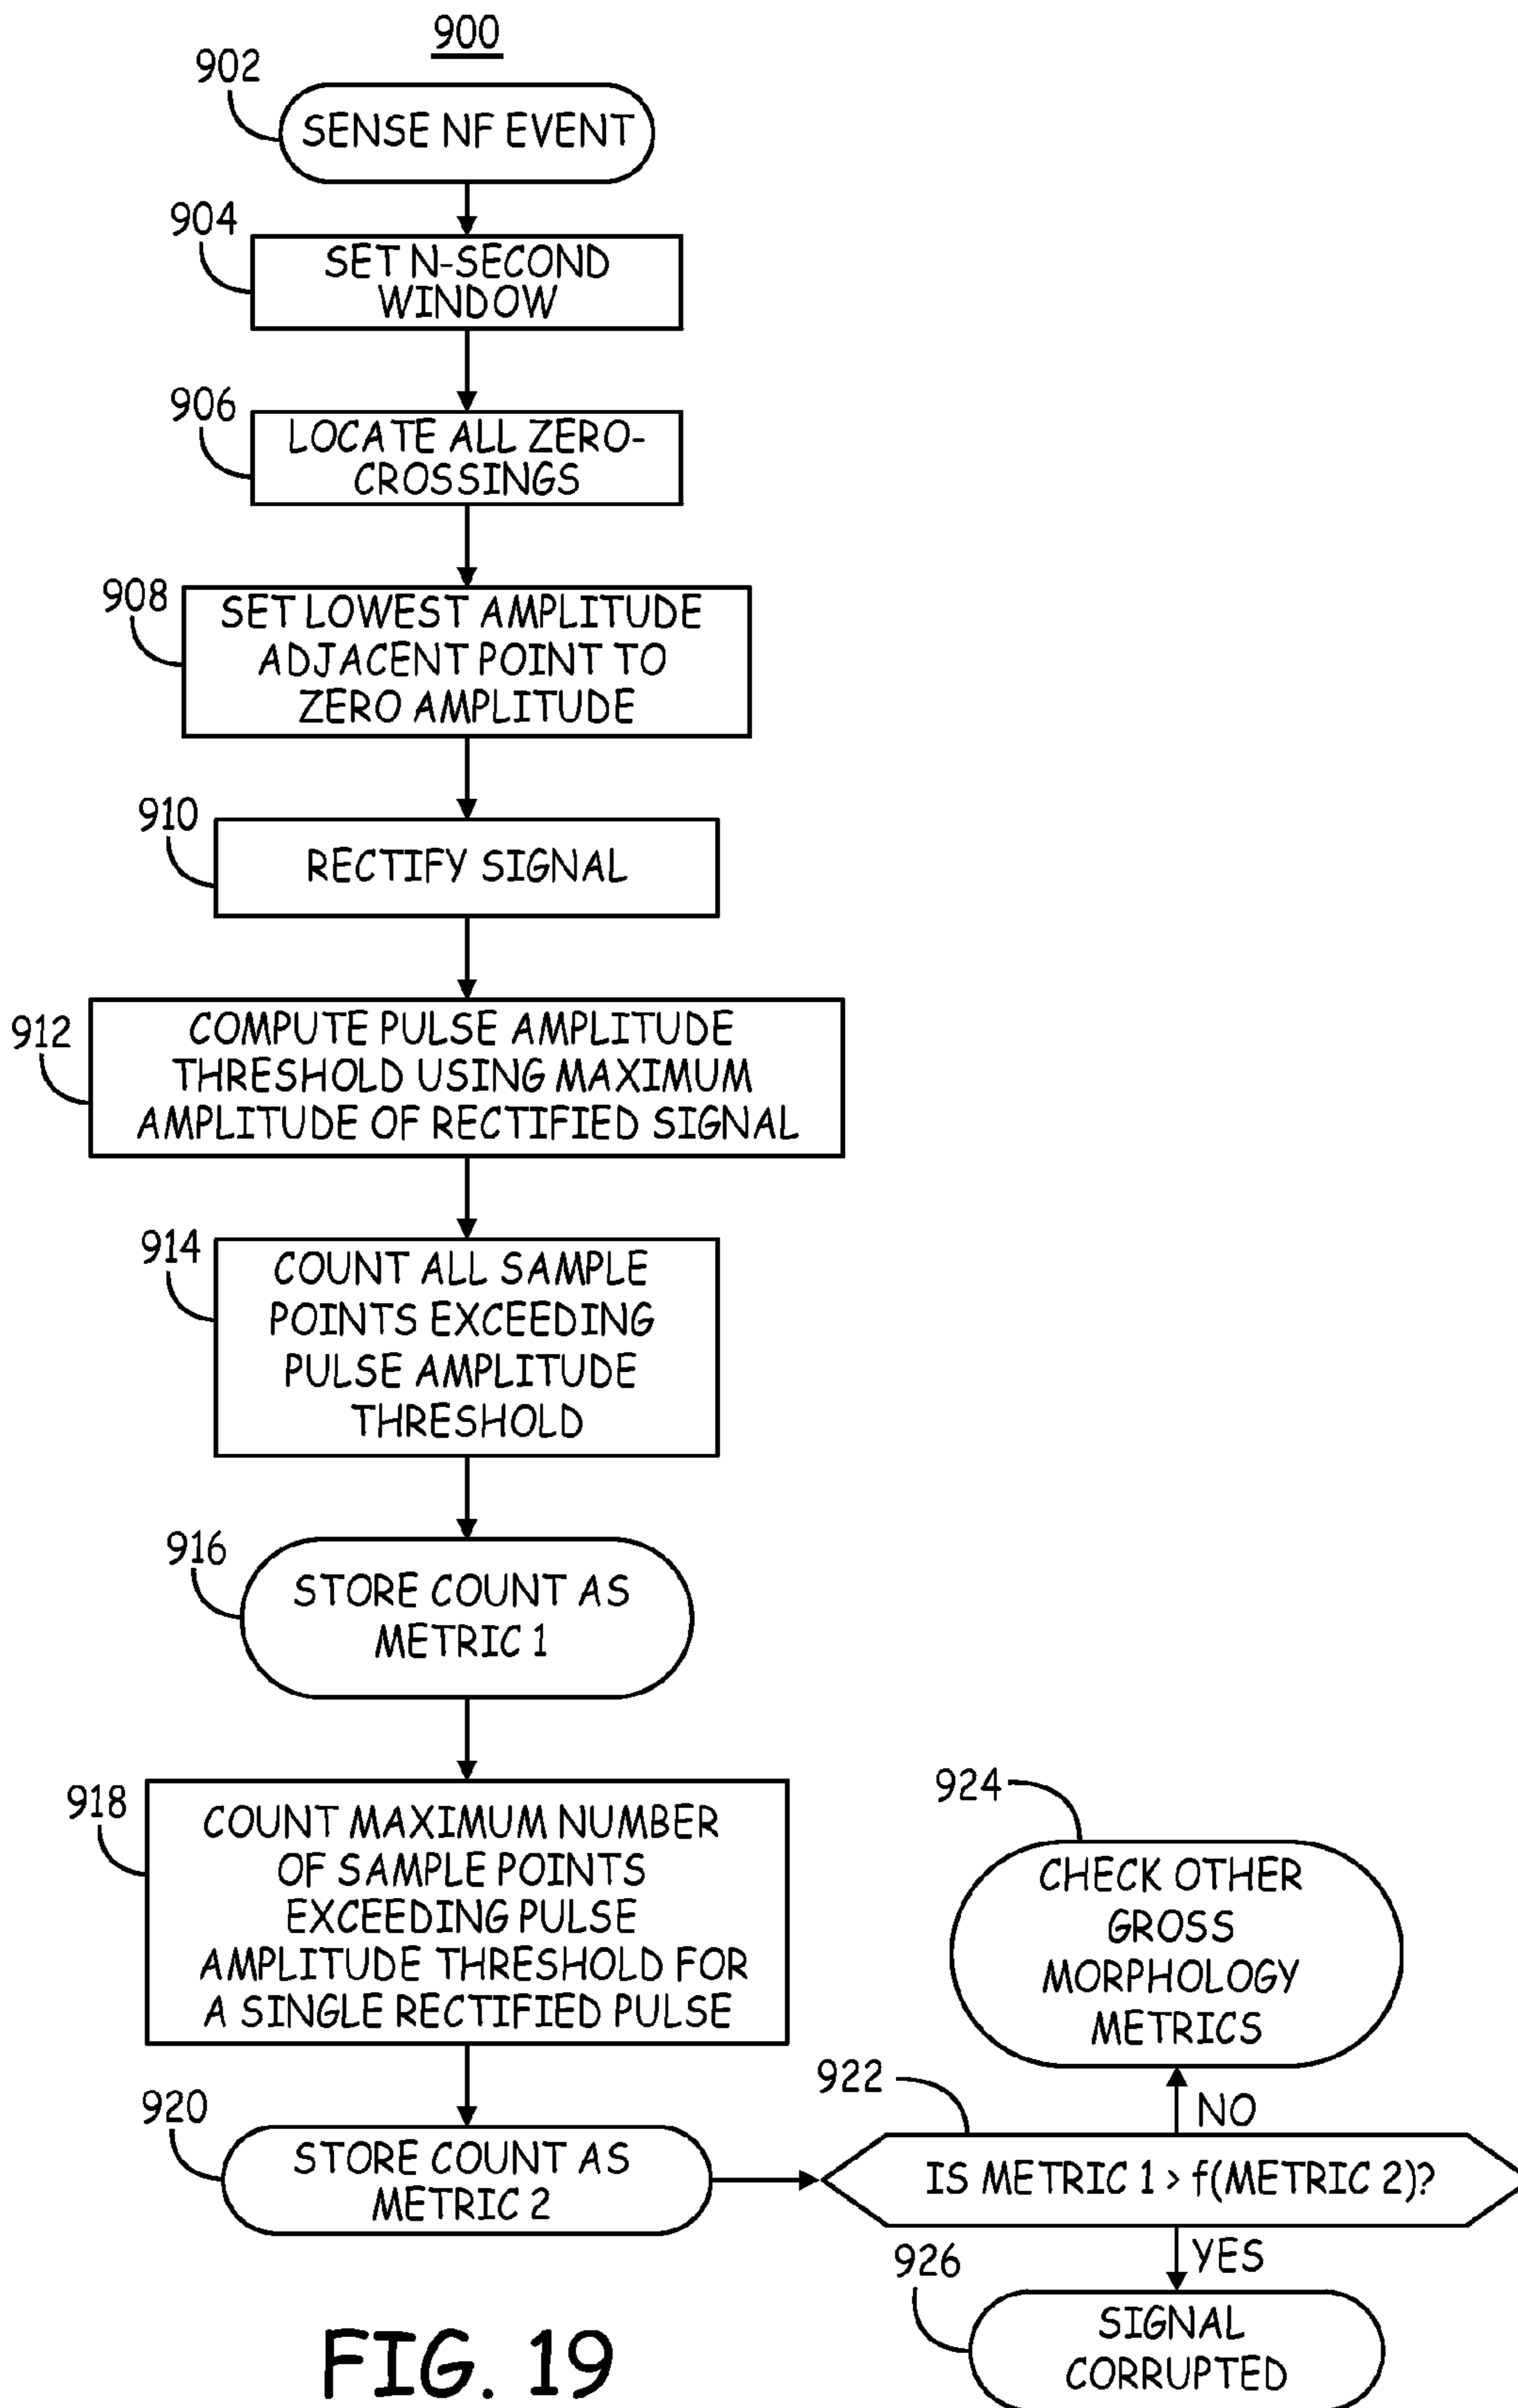 900
902
SENSE NF EVENT
904
SET N-SECOND
WINDOW
906
LOCATE ALL ZERO-
CROSSINGS
908
SET LOWEST AMPLITUDE
ADJACENT POINT TO
ZERO AMPLITUDE
910
RECTIFY SIGNAL
912
COMPUTE PULSE AMPLITUDE
THRESHOLD USING MAXIMUM
AMPLITUDE OF RECTIFIED SIGNAL
914
COUNT ALL SAMPLE
POINTS EXCEEDING
PULSE AMPLITUDE
THRESHOLD
916
STORE COUNT AS
METRIC 1
918
COUNT MAXIMUM NUMBER
OF SAMPLE POINTS
EXCEEDING PULSE
AMPLITUDE THRESHOLD FOR
A SINGLE RECTIFIED PULSE
920
STORE COUNT AS
METRIC 2
924
CHECK OTHER
GROSS
MORPHOLOGY
METRICS
922
NO
IS METRIC 1 > f(METRIC 2)?
YES
926
SIGNAL
CORRUPTED
FIG. 19